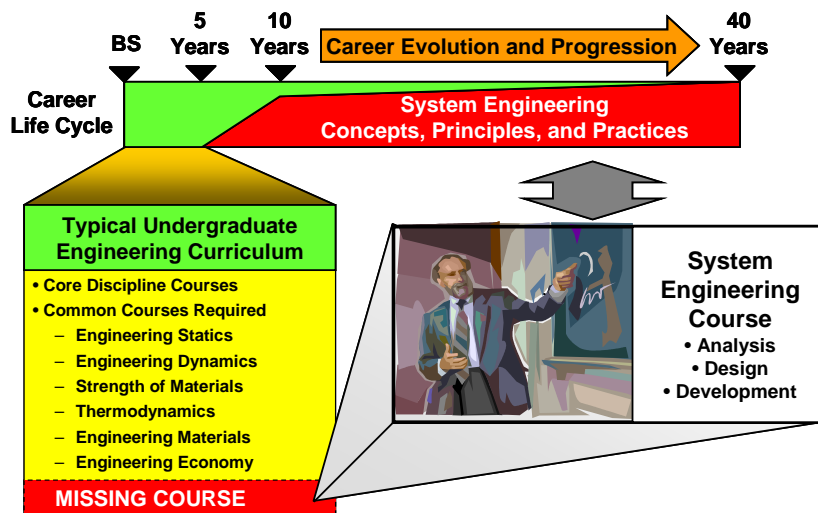 BS
5
Years
10
Years
Career Evolution and Progression
40
Years
Career
Life Cycle
System Engineering
Concepts, Principles, and Practices
Typical Undergraduate
Engineering Curriculum
• Core Discipline Courses
• Common Courses Required
– Engineering Statics
– Engineering Dynamics
– Strength of Materials
– Thermodynamics
– Engineering Materials
– Engineering Economy
MISSING COURSE
System
Engineering
Course
• Analysis
• Design
• Development